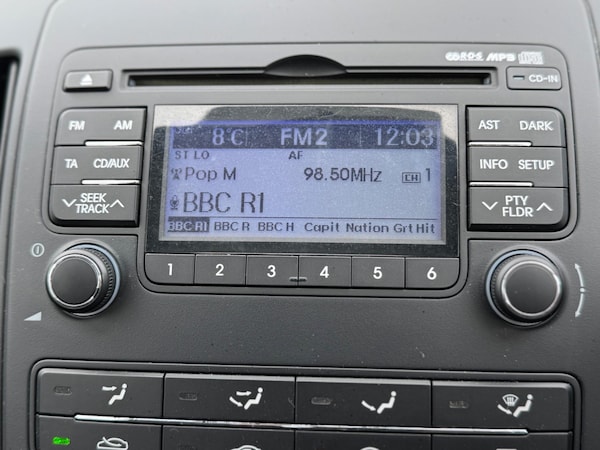 RDS MP3
CD-IN
FM AM
TA CD/AUX
SEEK
TRACK
8°C FM2 12:03
ST LO AF
Pop M 98.50MHz CH 1
BBC R1
BBC R1 BBC R BBC H Capit Nation Grt Hit
AST DARK
INFO SETUP
PTY
FLDR
1 2 3 4 5 6